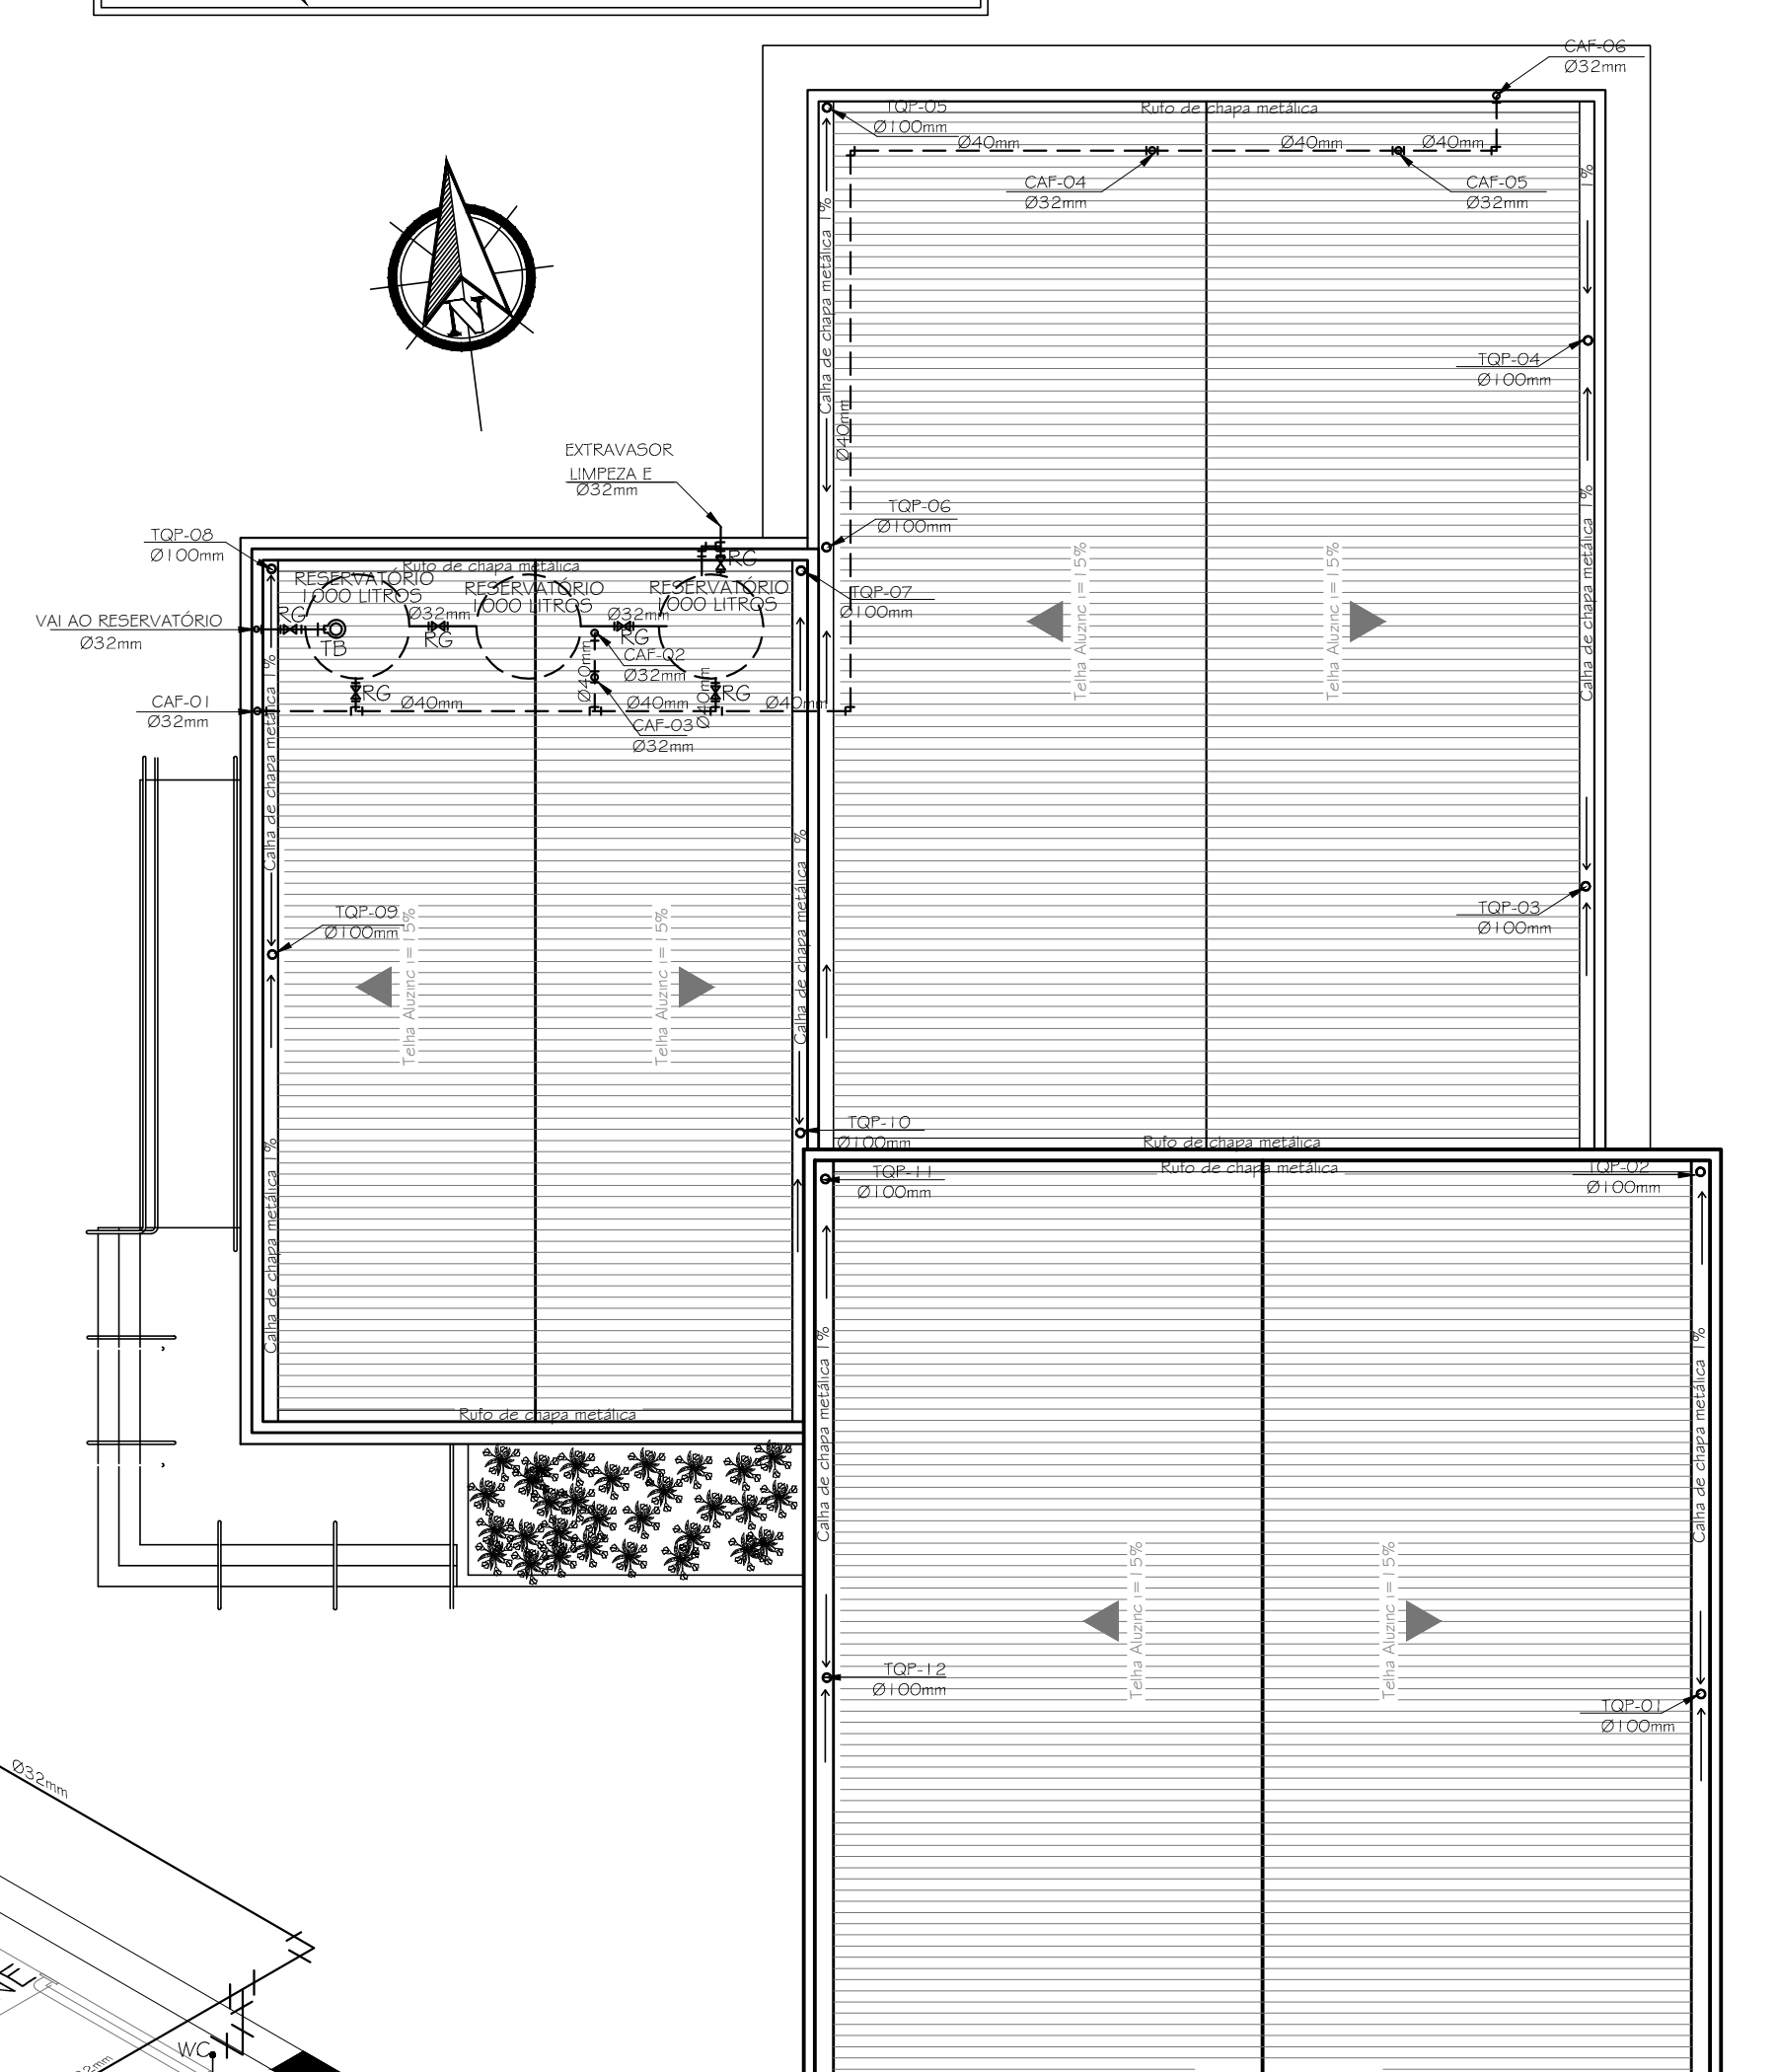 CAF-06
Ø32mm
TQP-05
Ø100mm
Rufo de chapa metálica
Ø40mm
Ø40mm
Ø40mm
CAF-04
Ø32mm
CAF-05
Ø32mm
1%
Calha de chapa metálica 1%
N
TQP-04
Ø100mm
Ø40mm
EXTRAVASOR
LIMPEZA E
Ø32mm
TQP-06
Ø100mm
Calha de chapa metálica 1%
TQP-08
Ø100mm
RG
Rufo de chapa metálica
RESERVATÓRIO
1000 LITROS
RESERVATÓRIO
1000 LITROS
RESERVATÓRIO
1000 LITROS
TQP-07
Ø100mm
Telha Aluzinc i=15%
Telha Aluzinc i=15%
VAI AO RESERVATÓRIO
Ø32mm
RG
TB
Ø32mm
RG
Ø32mm
RG
CAF-02
Ø32mm
Ø40mm
Ø40mm
CAF-01
Ø32mm
RG
Ø40mm
Ø40mm
RG
Ø40mm
CAF-03
Ø32mm
Calha de chapa metálica 1%
Calha de chapa metálica 1%
TQP-09
Ø100mm
TQP-03
Ø100mm
Telha Aluzinc i=15%
Telha Aluzinc i=15%
TQP-10
Ø100mm
Rufo de chapa metálica
Rufo de chapa metálica
TQP-11
Ø100mm
TQP-02
Ø100mm
Calha de chapa metálica 1%
Calha de chapa metálica 1%
Calha de chapa metálica 1%
Rufo de chapa metálica
Telha Aluzinc i=15%
Telha Aluzinc i=15%
TQP-12
Ø100mm
TQP-01
Ø100mm
Ø32mm
WC